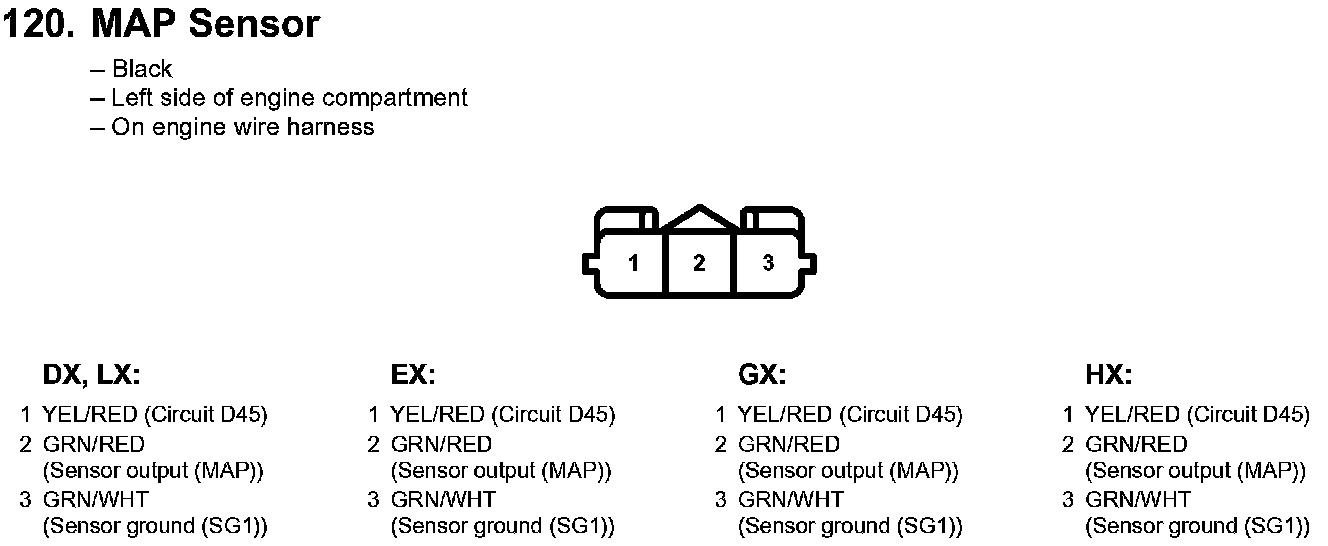 120. MAP Sensor
– Black
– Left side of engine compartment
– On engine wire harness
1 2 3
DX, LX:
1 YEL/RED (Circuit D45)
2 GRN/RED
(Sensor output (MAP))
3 GRN/WHT
(Sensor ground (SG1))
EX:
1 YEL/RED (Circuit D45)
2 GRN/RED
(Sensor output (MAP))
3 GRN/WHT
(Sensor ground (SG1))
GX:
1 YEL/RED (Circuit D45)
2 GRN/RED
(Sensor output (MAP))
3 GRN/WHT
(Sensor ground (SG1))
HX:
1 YEL/RED (Circuit D45)
2 GRN/RED
(Sensor output (MAP))
3 GRN/WHT
(Sensor ground (SG1))